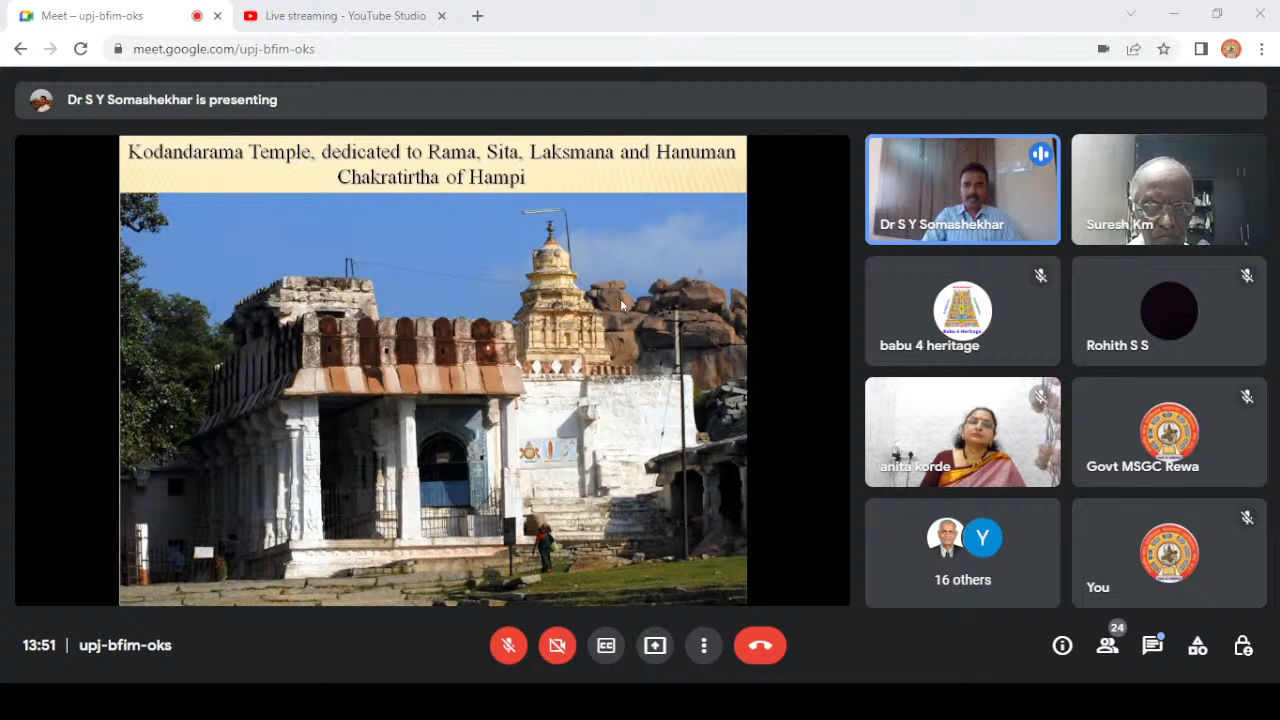 Meet – upj-bfim-oks
Live streaming - YouTube Studio
meet.google.com/upj-bfim-oks
Dr S Y Somashekhar is presenting
Kodandarama Temple, dedicated to Rama, Sita, Laksmana and Hanuman
Chakratirtha of Hampi
Dr S Y Somashekhar
Suresh Km
babu 4 heritage
Rohith S S
anita korde
Govt MSGC Rewa
Y
16 others
You
13:51 | upj-bfim-oks
CC
24